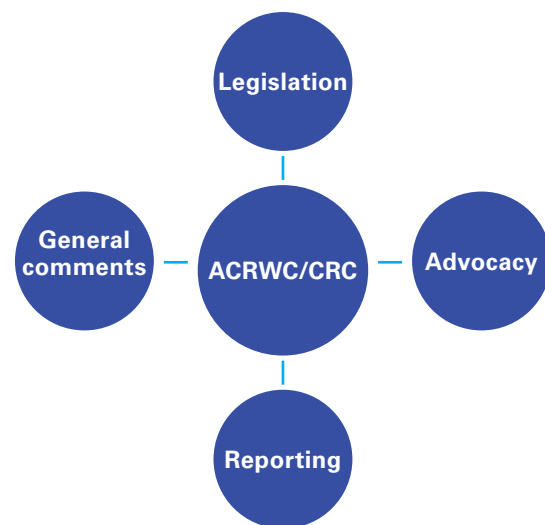 Legislation
General
comments
ACRWC/CRC
Advocacy
Reporting